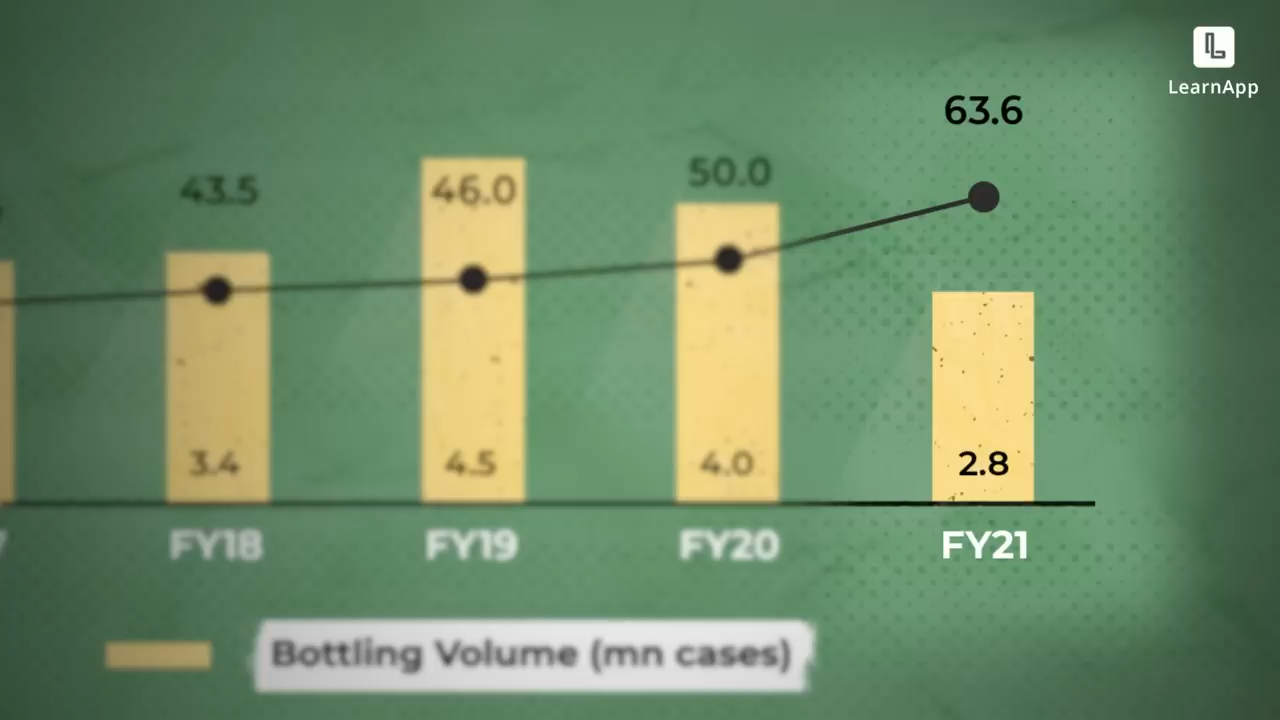 LearnApp
63.6
50.0
43.5
46.0
3.4
4.5
4.0
2.8
FY18
FY19
FY20
FY21
Bottling Volume (mn cases)